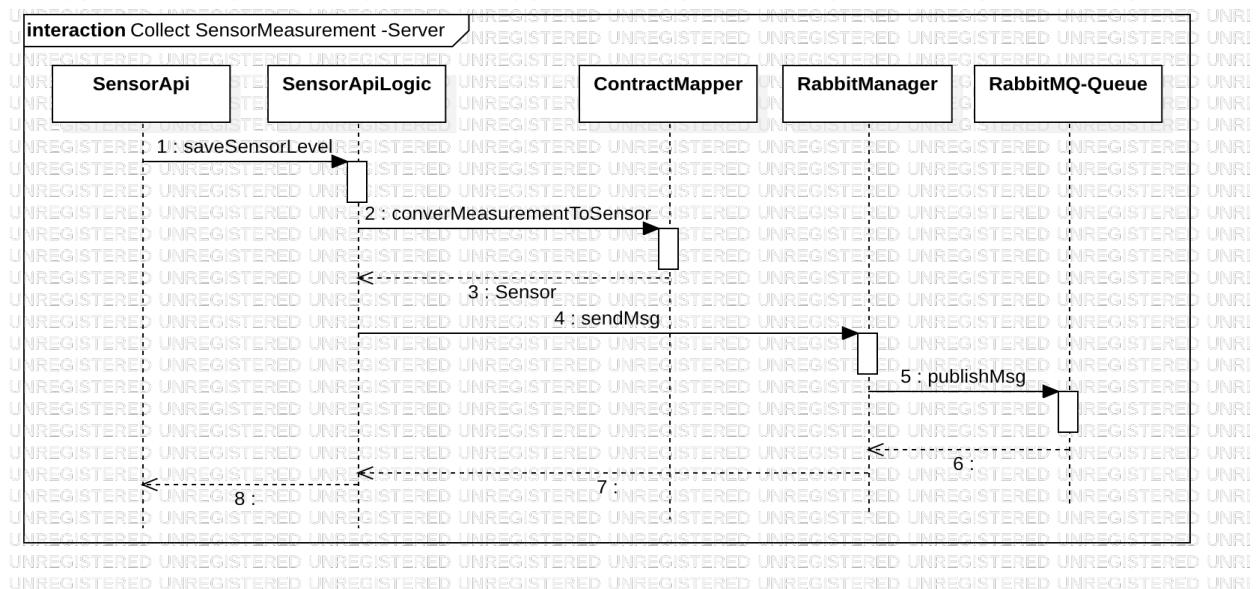 interaction Collect SensorMeasurement -Server
SensorApi
SensorApiLogic
ContractMapper
RabbitManager
RabbitMQ-Queue
1 : saveSensorLevel
2 : converMeasurementToSensor
3 : Sensor
4 : sendMsg
5 : publishMsg
6 :
7 :
8 :
UNREGISTERED